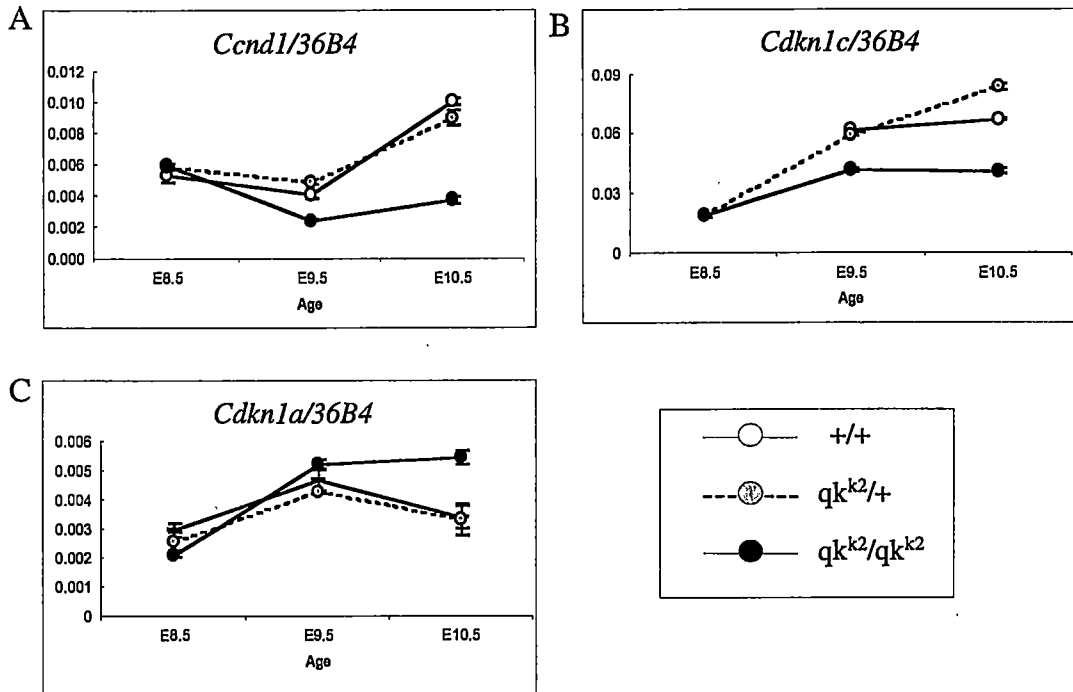 A
Ccnd1/36B4
0.012
0.010
0.008
0.006
0.004
0.002
0.000
E8.5 E9.5 E10.5
Age
B
Cdkn1c/36B4
0.09
0.06
0.03
0
E8.5 E9.5 E10.5
Age
C
Cdkn1a/36B4
0.006
0.005
0.004
0.003
0.002
0.001
0
E8.5 E9.5 E10.5
Age
+/+
qk^k2/+
qk^k2/qk^k2